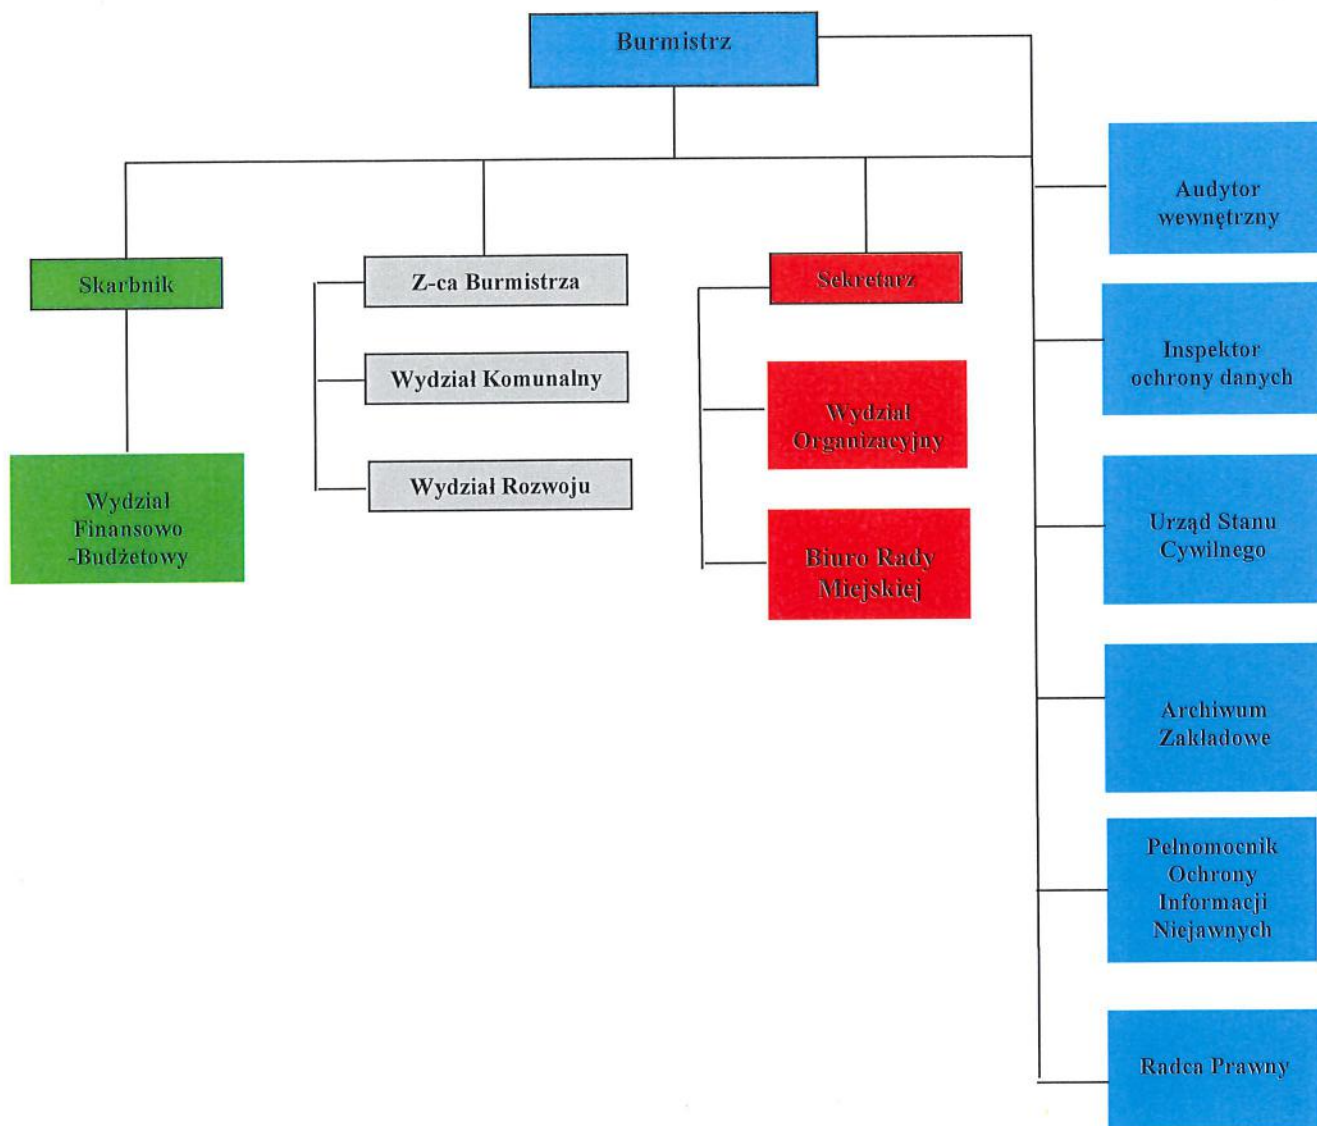 Burmistrz
Audytor
wewnętrzny
Skarbnik
Z-ca Burmistrza
Sekretarz
Inspektor
ochrony danych
Wydział Komunalny
Wydział
Organizacyjny
Wydział Rozwoju
Wydział
Finansowo
-Budżetowy
Biuro Rady
Miejskiej
Urząd Stanu
Cywilnego
Archiwum
Zakładowe
Pełnomocnik
Ochrony
Informacji
Niejawnych
Radca Prawny